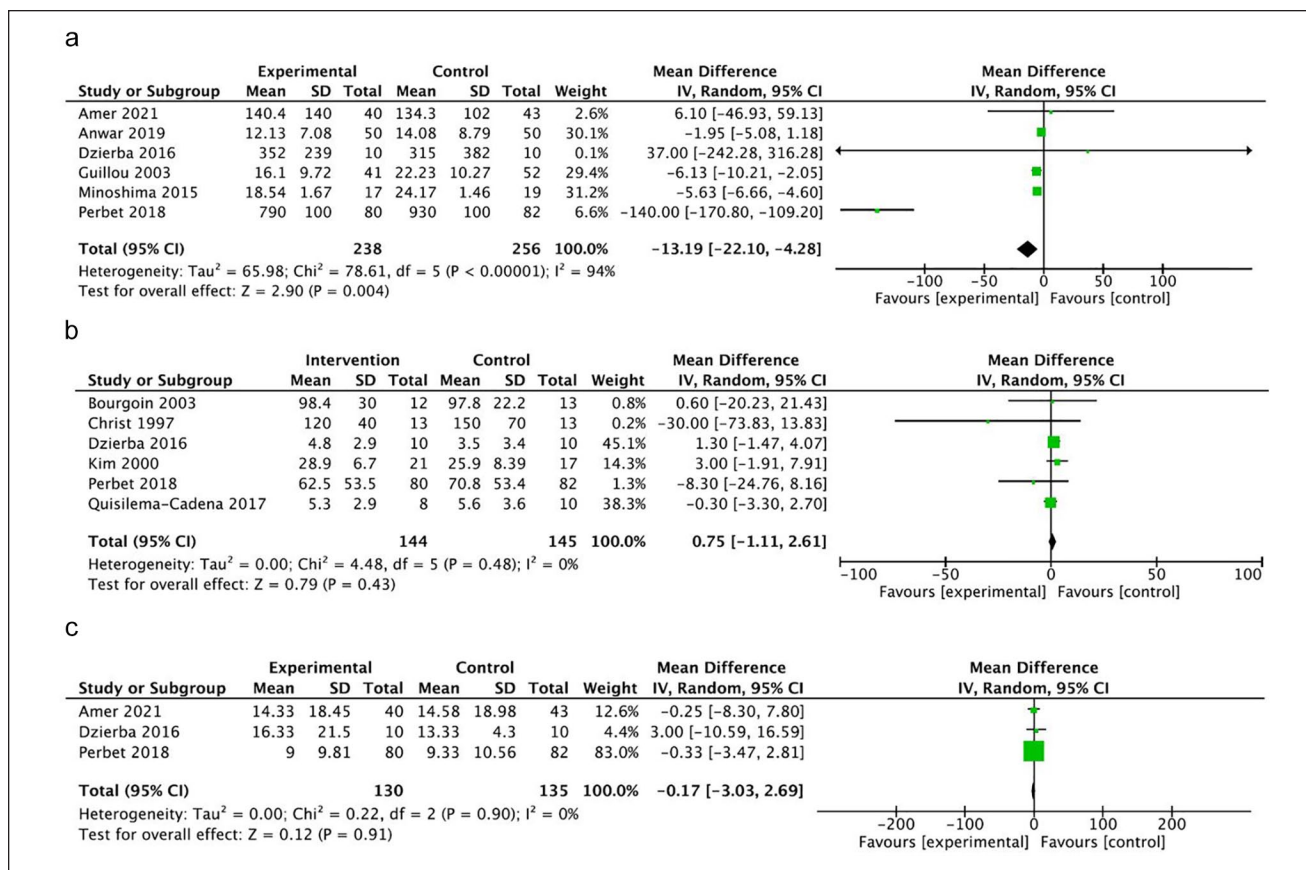 a
Experimental Control Mean Difference Mean Difference
Study or Subgroup Mean SD Total Mean SD Total Weight IV, Random, 95% CI IV, Random, 95% CI
Amer 2021 140.4 140 40 134.3 102 43 2.6% 6.10 [−46.93, 59.13]
Anwar 2019 12.13 7.08 50 14.08 8.79 50 30.1% −1.95 [−5.08, 1.18]
Dzierba 2016 352 239 10 315 382 10 0.1% 37.00 [−242.28, 316.28]
Guillou 2003 16.1 9.72 41 22.23 10.27 52 29.4% −6.13 [−10.21, −2.05]
Minoshima 2015 18.54 1.67 17 24.17 1.46 19 31.2% −5.63 [−6.66, −4.60]
Perbet 2018 790 100 80 930 100 82 6.6% −140.00 [−170.80, −109.20]
Total (95% CI) 238 256 100.0% −13.19 [−22.10, −4.28]
Heterogeneity: Tau² = 65.98; Chi² = 78.61, df = 5 (P < 0.00001); I² = 94%
Test for overall effect: Z = 2.90 (P = 0.004)
−100 −50 0 50 100
Favours [experimental] Favours [control]
b
Intervention Control Mean Difference Mean Difference
Study or Subgroup Mean SD Total Mean SD Total Weight IV, Random, 95% CI IV, Random, 95% CI
Bourgoin 2003 98.4 30 12 97.8 22.2 13 0.8% 0.60 [−20.23, 21.43]
Christ 1997 120 40 13 150 70 13 0.2% −30.00 [−73.83, 13.83]
Dzierba 2016 4.8 2.9 10 3.5 3.4 10 45.1% 1.30 [−1.47, 4.07]
Kim 2000 28.9 6.7 21 25.9 8.39 17 14.3% 3.00 [−1.91, 7.91]
Perbet 2018 62.5 53.5 80 70.8 53.4 82 1.3% −8.30 [−24.76, 8.16]
Quisilema−Cadena 2017 5.3 2.9 8 5.6 3.6 10 38.3% −0.30 [−3.30, 2.70]
Total (95% CI) 144 145 100.0% 0.75 [−1.11, 2.61]
Heterogeneity: Tau² = 0.00; Chi² = 4.48, df = 5 (P = 0.48); I² = 0%
Test for overall effect: Z = 0.79 (P = 0.43)
−100 −50 0 50 100
Favours [experimental] Favours [control]
c
Experimental Control Mean Difference Mean Difference
Study or Subgroup Mean SD Total Mean SD Total Weight IV, Random, 95% CI IV, Random, 95% CI
Amer 2021 14.33 18.45 40 14.58 18.98 43 12.6% −0.25 [−8.30, 7.80]
Dzierba 2016 16.33 21.5 10 13.33 4.3 10 4.4% 3.00 [−10.59, 16.59]
Perbet 2018 9 9.81 80 9.33 10.56 82 83.0% −0.33 [−3.47, 2.81]
Total (95% CI) 130 135 100.0% −0.17 [−3.03, 2.69]
Heterogeneity: Tau² = 0.00; Chi² = 0.22, df = 2 (P = 0.90); I² = 0%
Test for overall effect: Z = 0.12 (P = 0.91)
−200 −100 0 100 200
Favours [experimental] Favours [control]